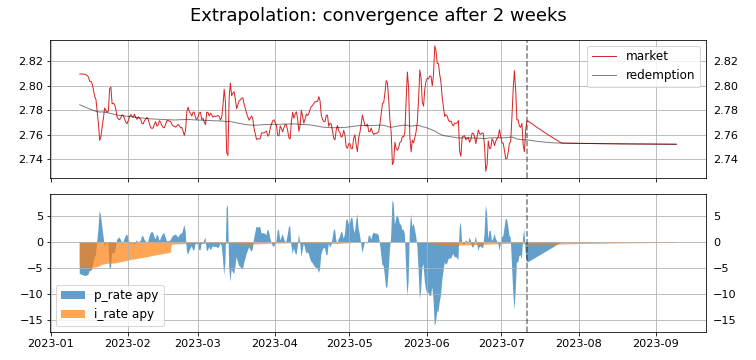 Extrapolation: convergence after 2 weeks
2.82 2.82
2.80 2.80
2.78 2.78
2.76 2.76
2.74 2.74
market
redemption
5 5
0 0
−5 −5
−10 −10
−15 −15
p_rate apy
i_rate apy
2023-01 2023-02 2023-03 2023-04 2023-05 2023-06 2023-07 2023-08 2023-09